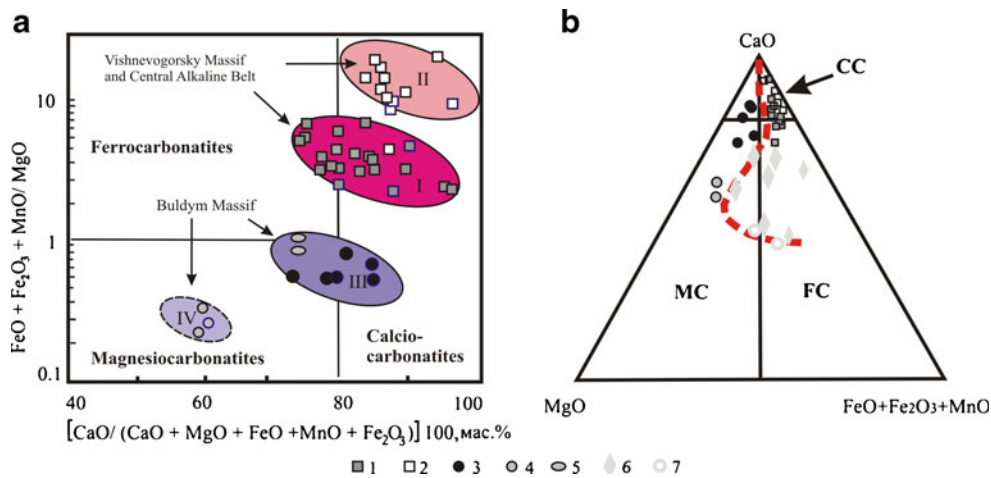 a
b
Vishnevogorsky Massif
and Central Alkaline Belt
II
Ferrocarbonatites
I
Buldym Massif
III
IV
Magnesiocarbonatites
Calcio-
carbonatites
10
1
0.1
40 60 80 100
FeO + Fe₂O₃ + MnO/ MgO
[CaO/ (CaO + MgO + FeO +MnO + Fe₂O₃)] 100, мас.%
CaO
CC
MC
FC
MgO
FeO+Fe₂O₃+MnO
1 2 3 4 5 6 7